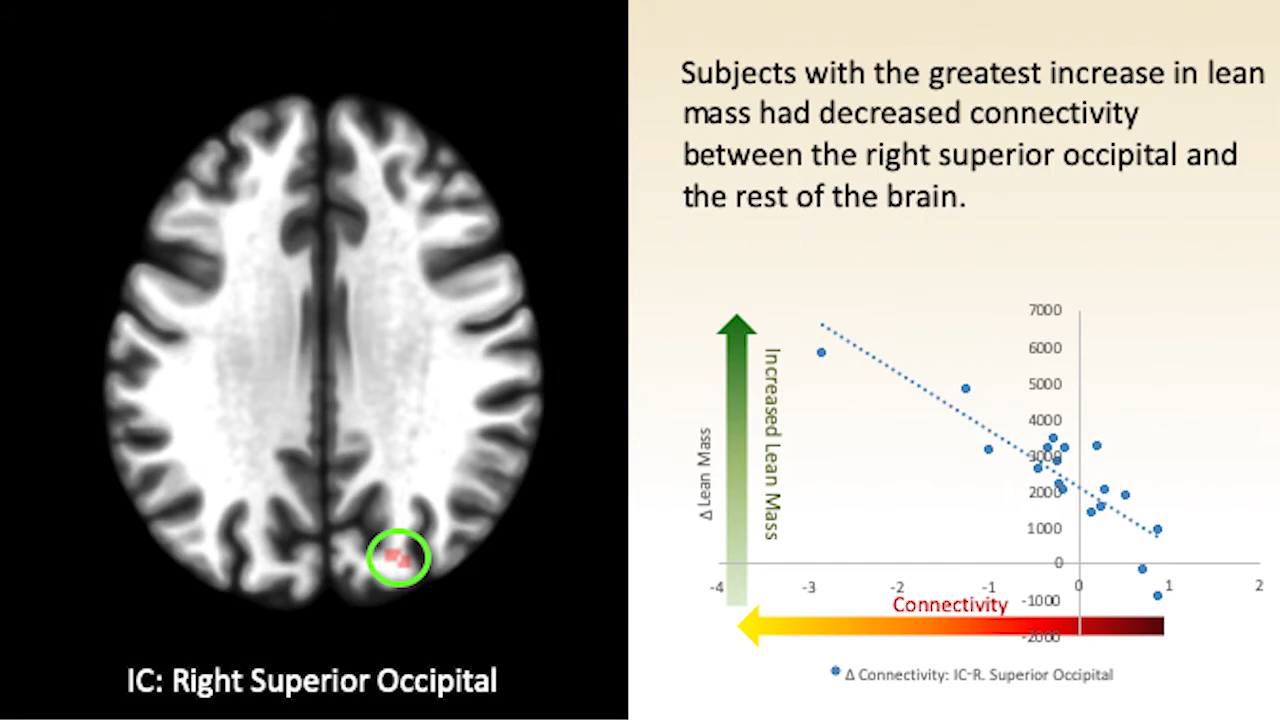 Subjects with the greatest increase in lean
mass had decreased connectivity
between the right superior occipital and
the rest of the brain.
7000
6000
5000
4000
3000
2000
1000
0
-1000
-2000
Δ Lean Mass
Increased Lean Mass
-4 -3 -2 -1 0 1 2
Connectivity
Δ Connectivity: IC-R. Superior Occipital
IC: Right Superior Occipital